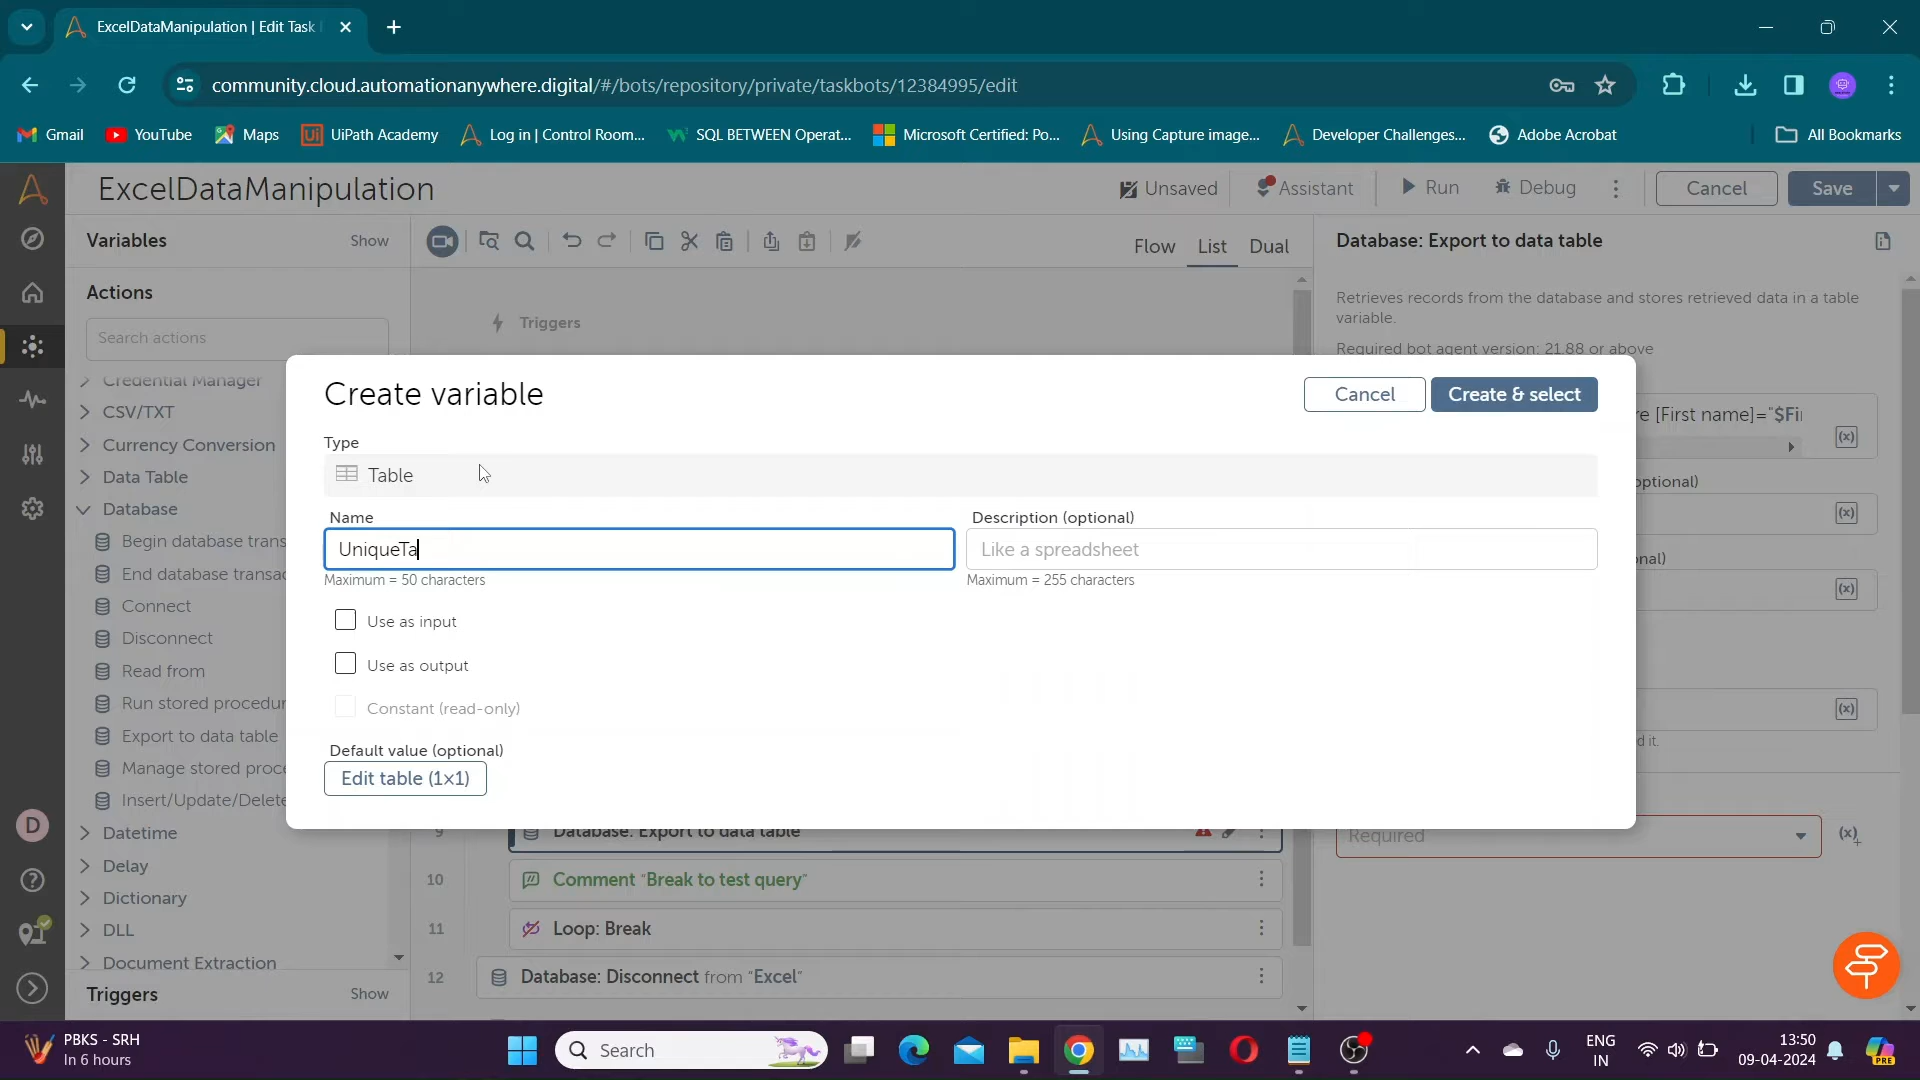 ExcelDataManipulation | Edit Task
community.cloud.automationanywhere.digital/#/bots/repository/private/taskbots/12384995/edit
Gmail YouTube Maps UiPath Academy Log in | Control Room... SQL BETWEEN Operat... Microsoft Certified: Po... Using Capture image... Developer Challenges... Adobe Acrobat All Bookmarks
ExcelDataManipulation Unsaved Assistant Run Debug Cancel Save
Variables Show Flow List Dual Database: Export to data table
Actions
Retrieves records from the database and stores retrieved data in a table
variable.
Search actions
Triggers
Required bot agent version: 21.88 or above
Credential Manager
CSV/TXT
Currency Conversion
Data Table
Database
Begin database trans
End database transac
Connect
Disconnect
Read from
Run stored procedur
Export to data table
Manage stored proce
Insert/Update/Delete
Datetime
Delay
Dictionary
DLL
Document Extraction
Triggers Show
Create variable Cancel Create & select
Type
Table
Name Description (optional)
UniqueTa Like a spreadsheet
Maximum = 50 characters Maximum = 255 characters
Use as input
Use as output
Constant (read-only)
Default value (optional)
Edit table (1x1)
re [First name]="$Fi
(x)
optional)
(x)
nal)
(x)
(x)
d it.
Required (x)+
9 Database: Export to data table
10 Comment "Break to test query"
11 Loop: Break
12 Database: Disconnect from "Excel"
D
PBKS - SRH
In 6 hours
Search
ENG
IN
13:50
09-04-2024
PRE